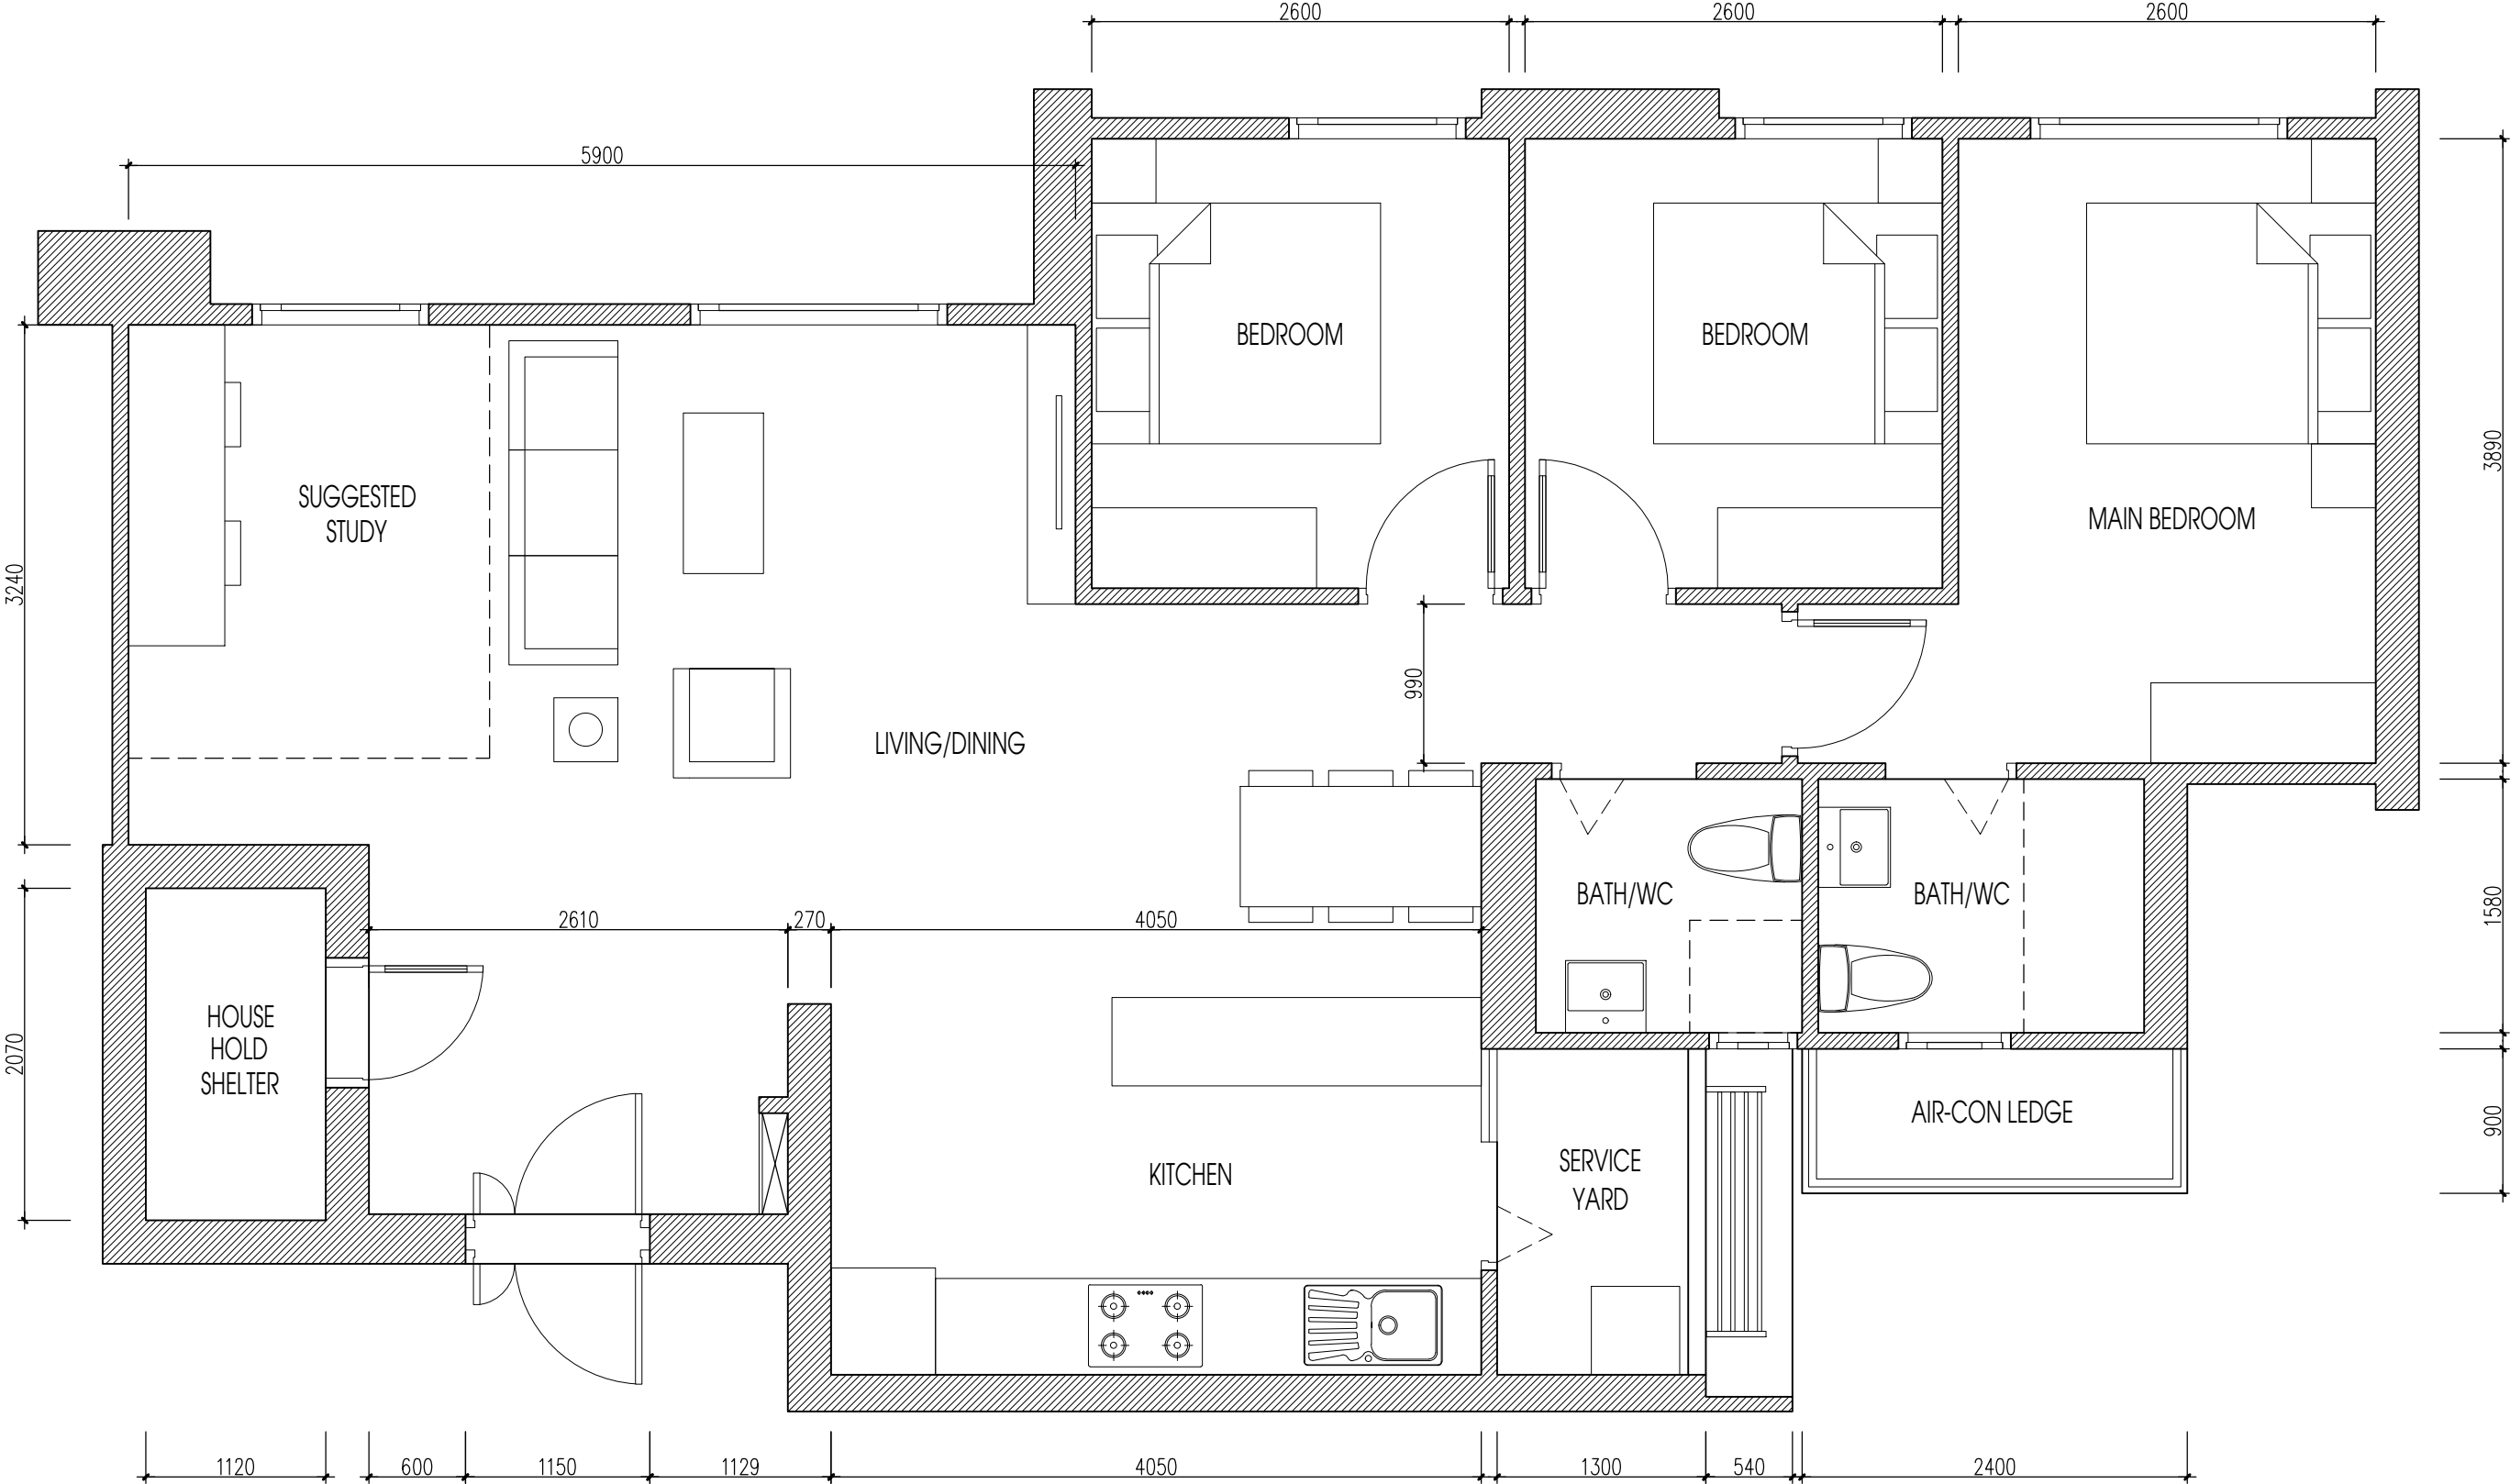 2600
2600
2600
5900
BEDROOM
BEDROOM
3890
SUGGESTED
STUDY
MAIN BEDROOM
3240
990
LIVING/DINING
BATH/WC
BATH/WC
1580
2610
270
4050
HOUSE
HOLD
SHELTER
2070
AIR-CON LEDGE
900
KITCHEN
SERVICE
YARD
1120
600
1150
1129
4050
1300
540
2400